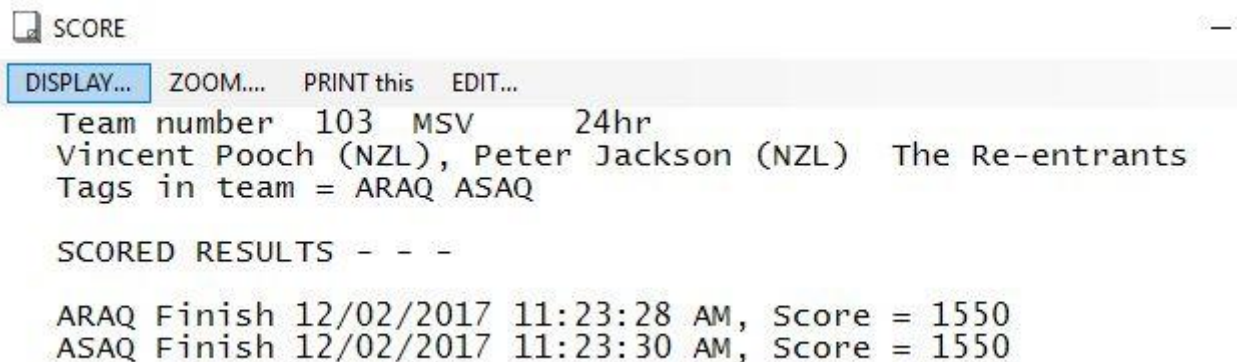 SCORE
DISPLAY... ZOOM.... PRINT this EDIT...
Team number 103 MSV 24hr
Vincent Pooch (NZL), Peter Jackson (NZL) The Re-entrants
Tags in team = ARAQ ASAQ
SCORED RESULTS - - -
ARAQ Finish 12/02/2017 11:23:28 AM, Score = 1550
ASAQ Finish 12/02/2017 11:23:30 AM, Score = 1550